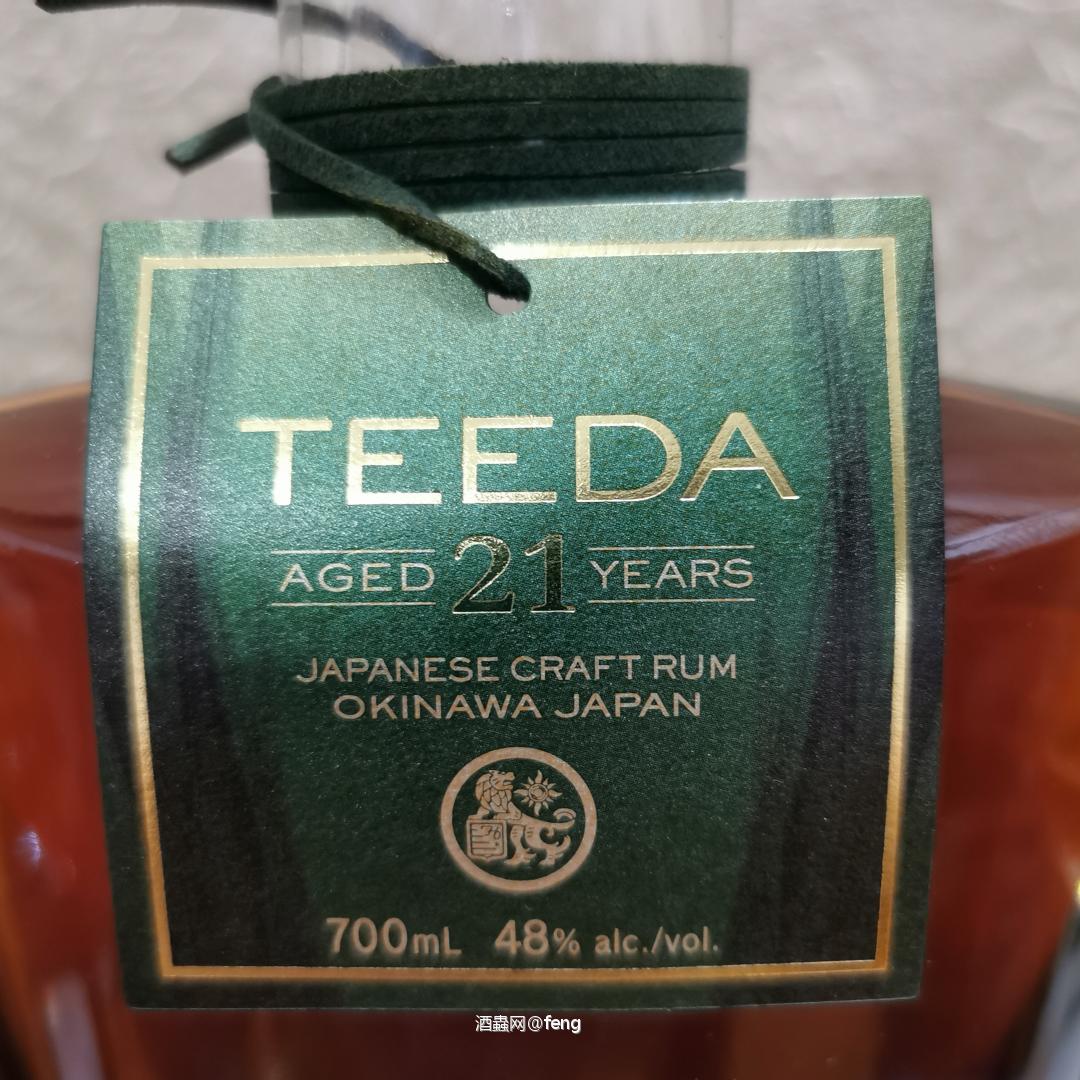 TEEDA
AGED 21 YEARS
JAPANESE CRAFT RUM
OKINAWA JAPAN
700mL 48% alc./vol.
酒蟲网@feng